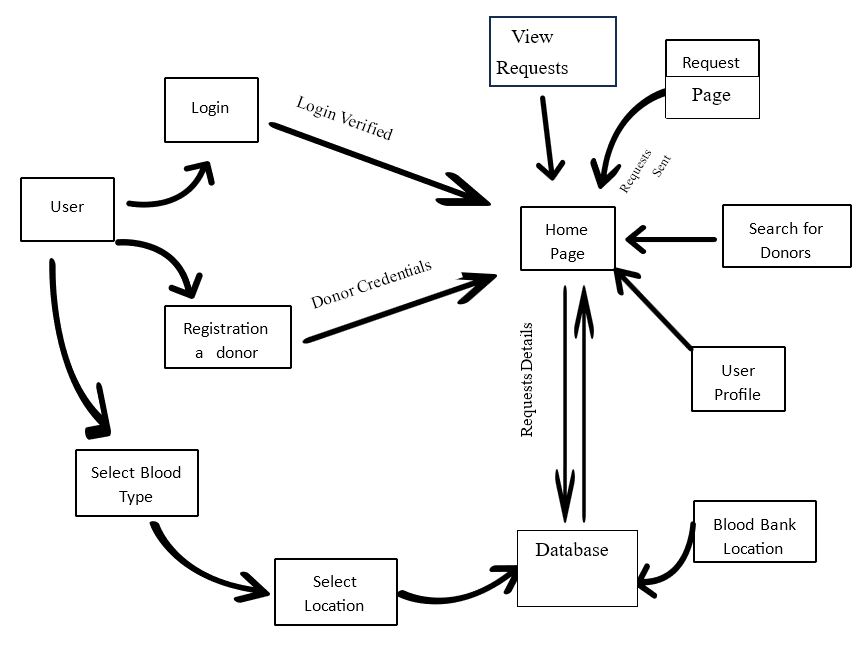 View
Requests
Request
Page
Login
Login Verified
Requests
Sent
User
Home
Page
Search for
Donors
Donor Credentials
Registration
a donor
Requests Details
User
Profile
Select Blood
Type
Blood Bank
Location
Database
Select
Location